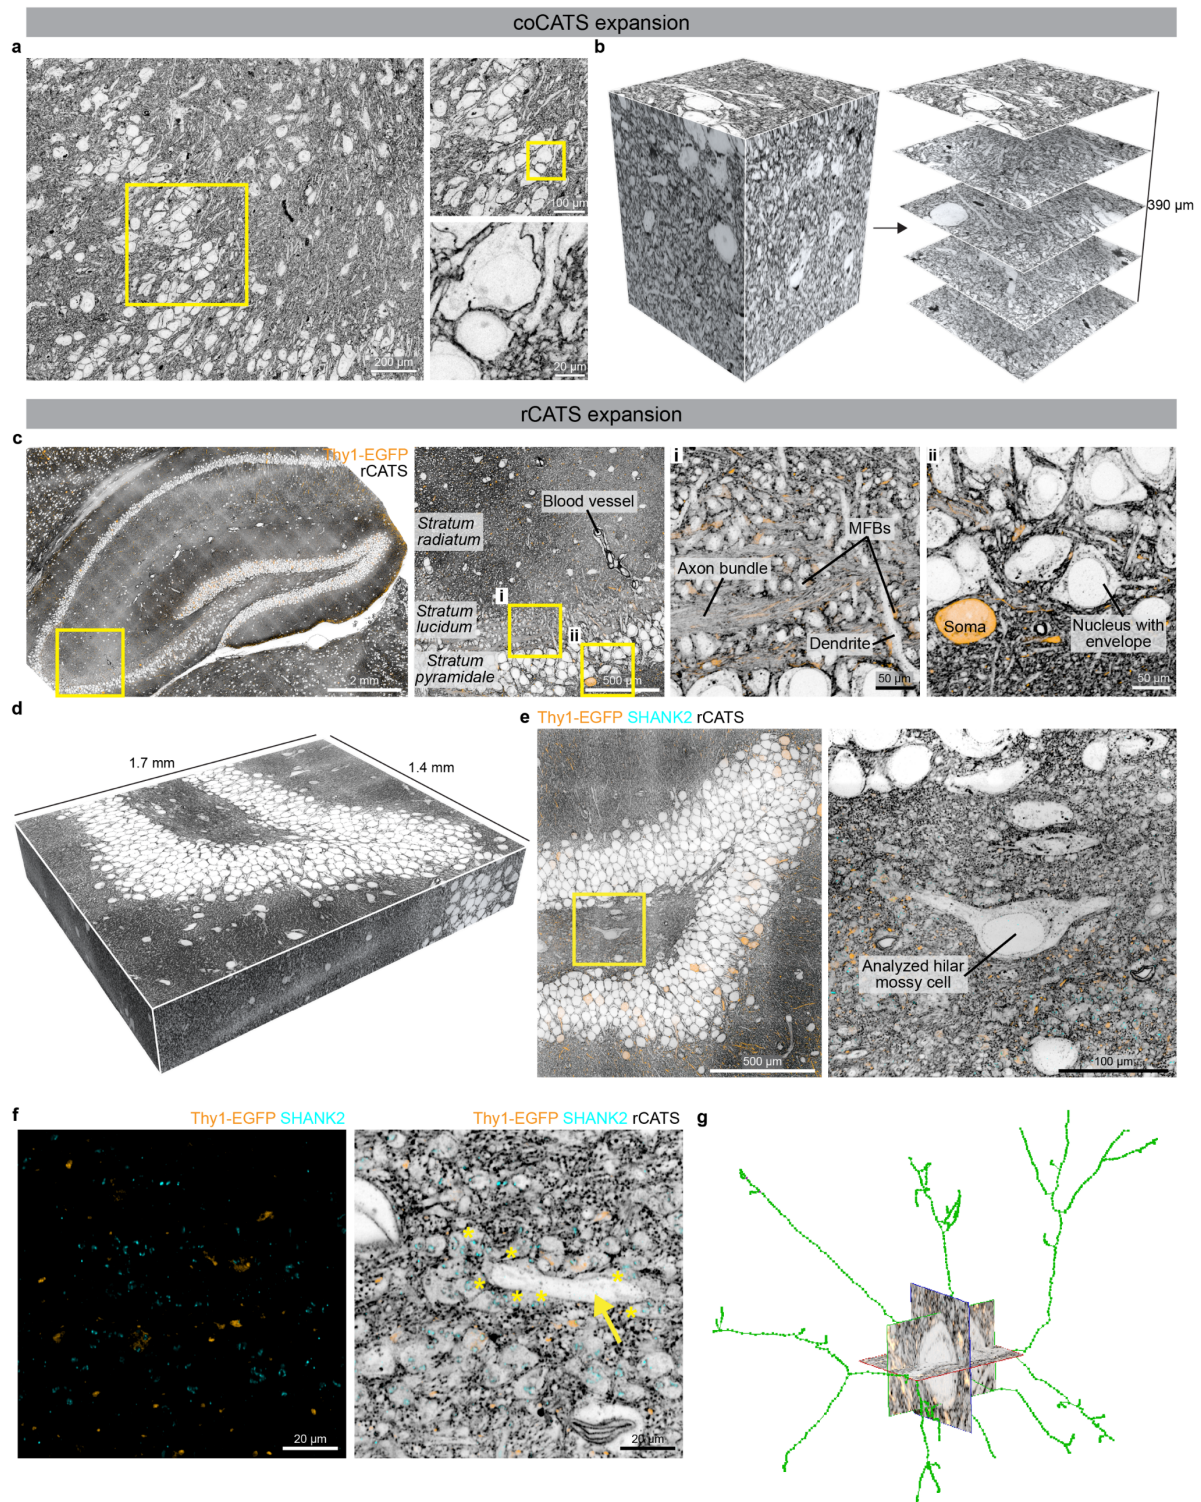 coCATS expansion
a
b
100 µm
200 µm
20 µm
390 µm
rCATS expansion
c
Thy1-EGFP
rCATS
2 mm
Stratum
radiatum
Blood vessel
Stratum
lucidum
i
ii
Stratum
pyramidale
500 µm
i
MFBs
Axon bundle
Dendrite
50 µm
ii
Soma
Nucleus with
envelope
50 µm
d
1.7 mm
1.4 mm
e
Thy1-EGFP SHANK2 rCATS
500 µm
Analyzed hilar
mossy cell
100 µm
f
Thy1-EGFP SHANK2
20 µm
Thy1-EGFP SHANK2 rCATS
* * * * * * *
20 µm
g